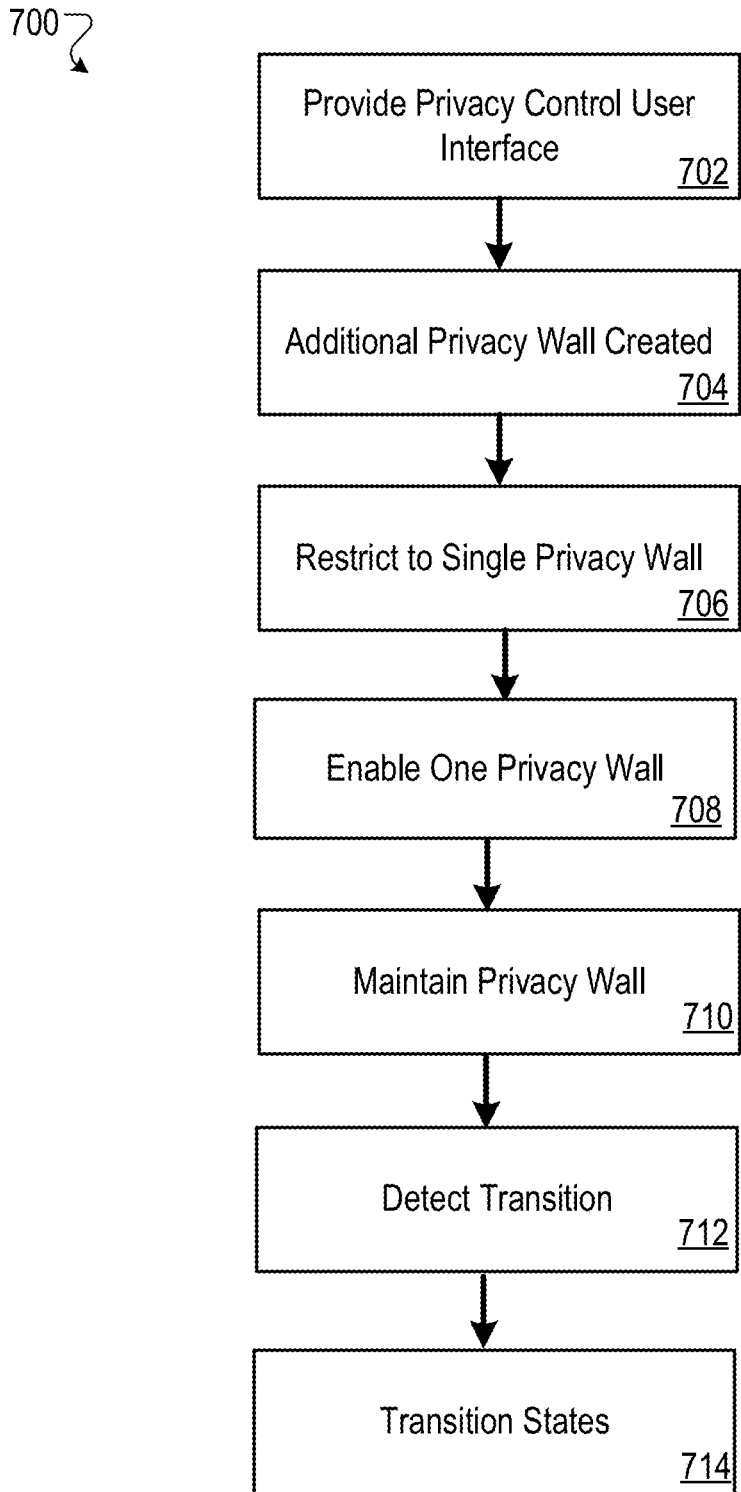 700
Provide Privacy Control User
Interface
702
Additional Privacy Wall Created
704
Restrict to Single Privacy Wall
706
Enable One Privacy Wall
708
Maintain Privacy Wall
710
Detect Transition
712
Transition States
714